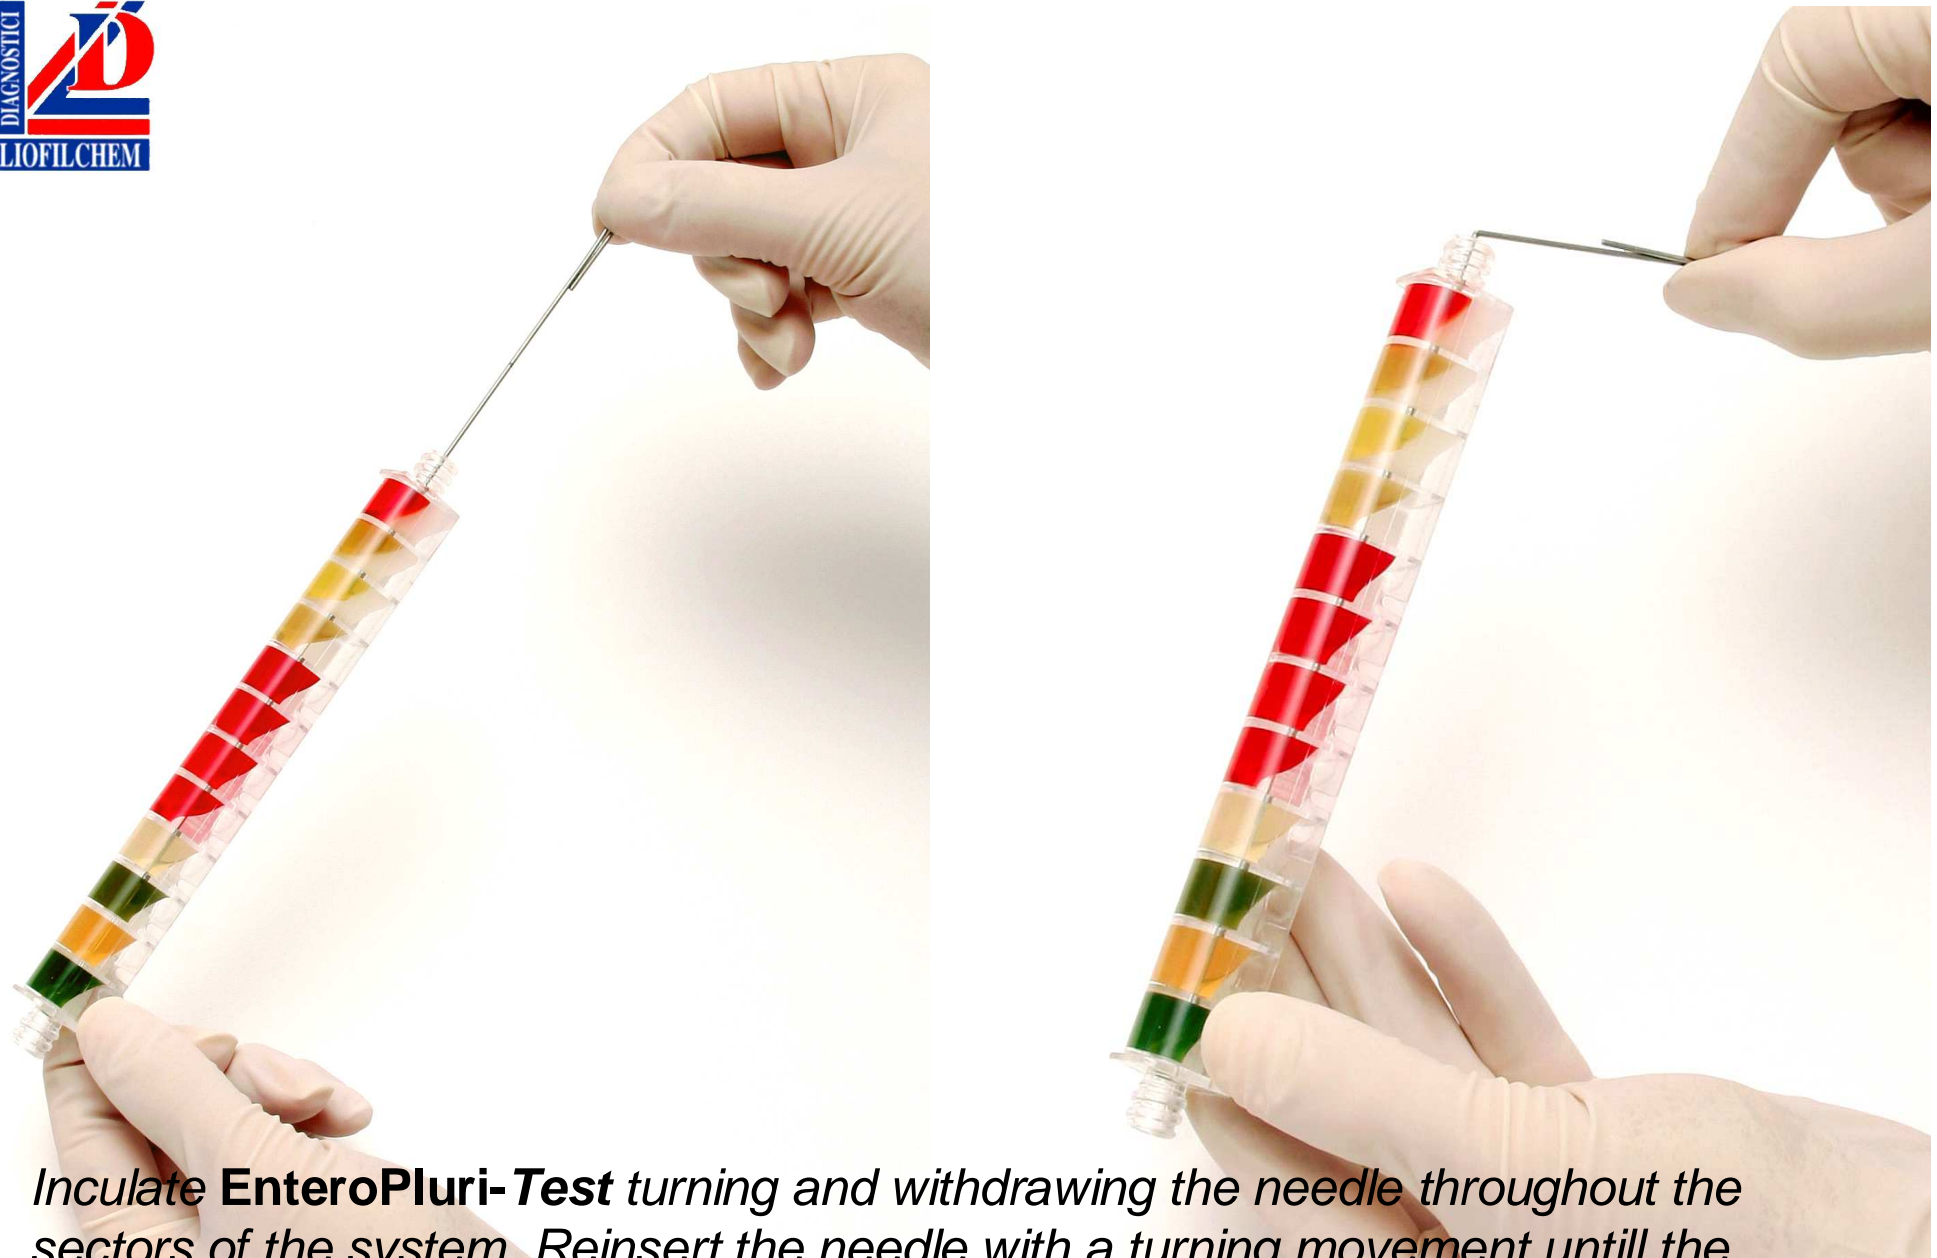 DIAGNOSTICI
LD
LIOFILCHEM
Inculate EnteroPluri-Test turning and withdrawing the needle throughout the
sectors of the system. Reinsert the needle with a turning movement untill the